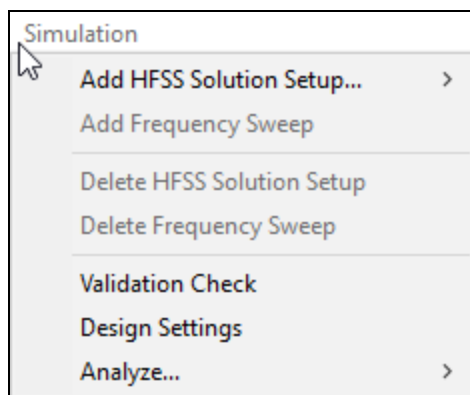 Simulation
Add HFSS Solution Setup...
Add Frequency Sweep
Delete HFSS Solution Setup
Delete Frequency Sweep
Validation Check
Design Settings
Analyze...